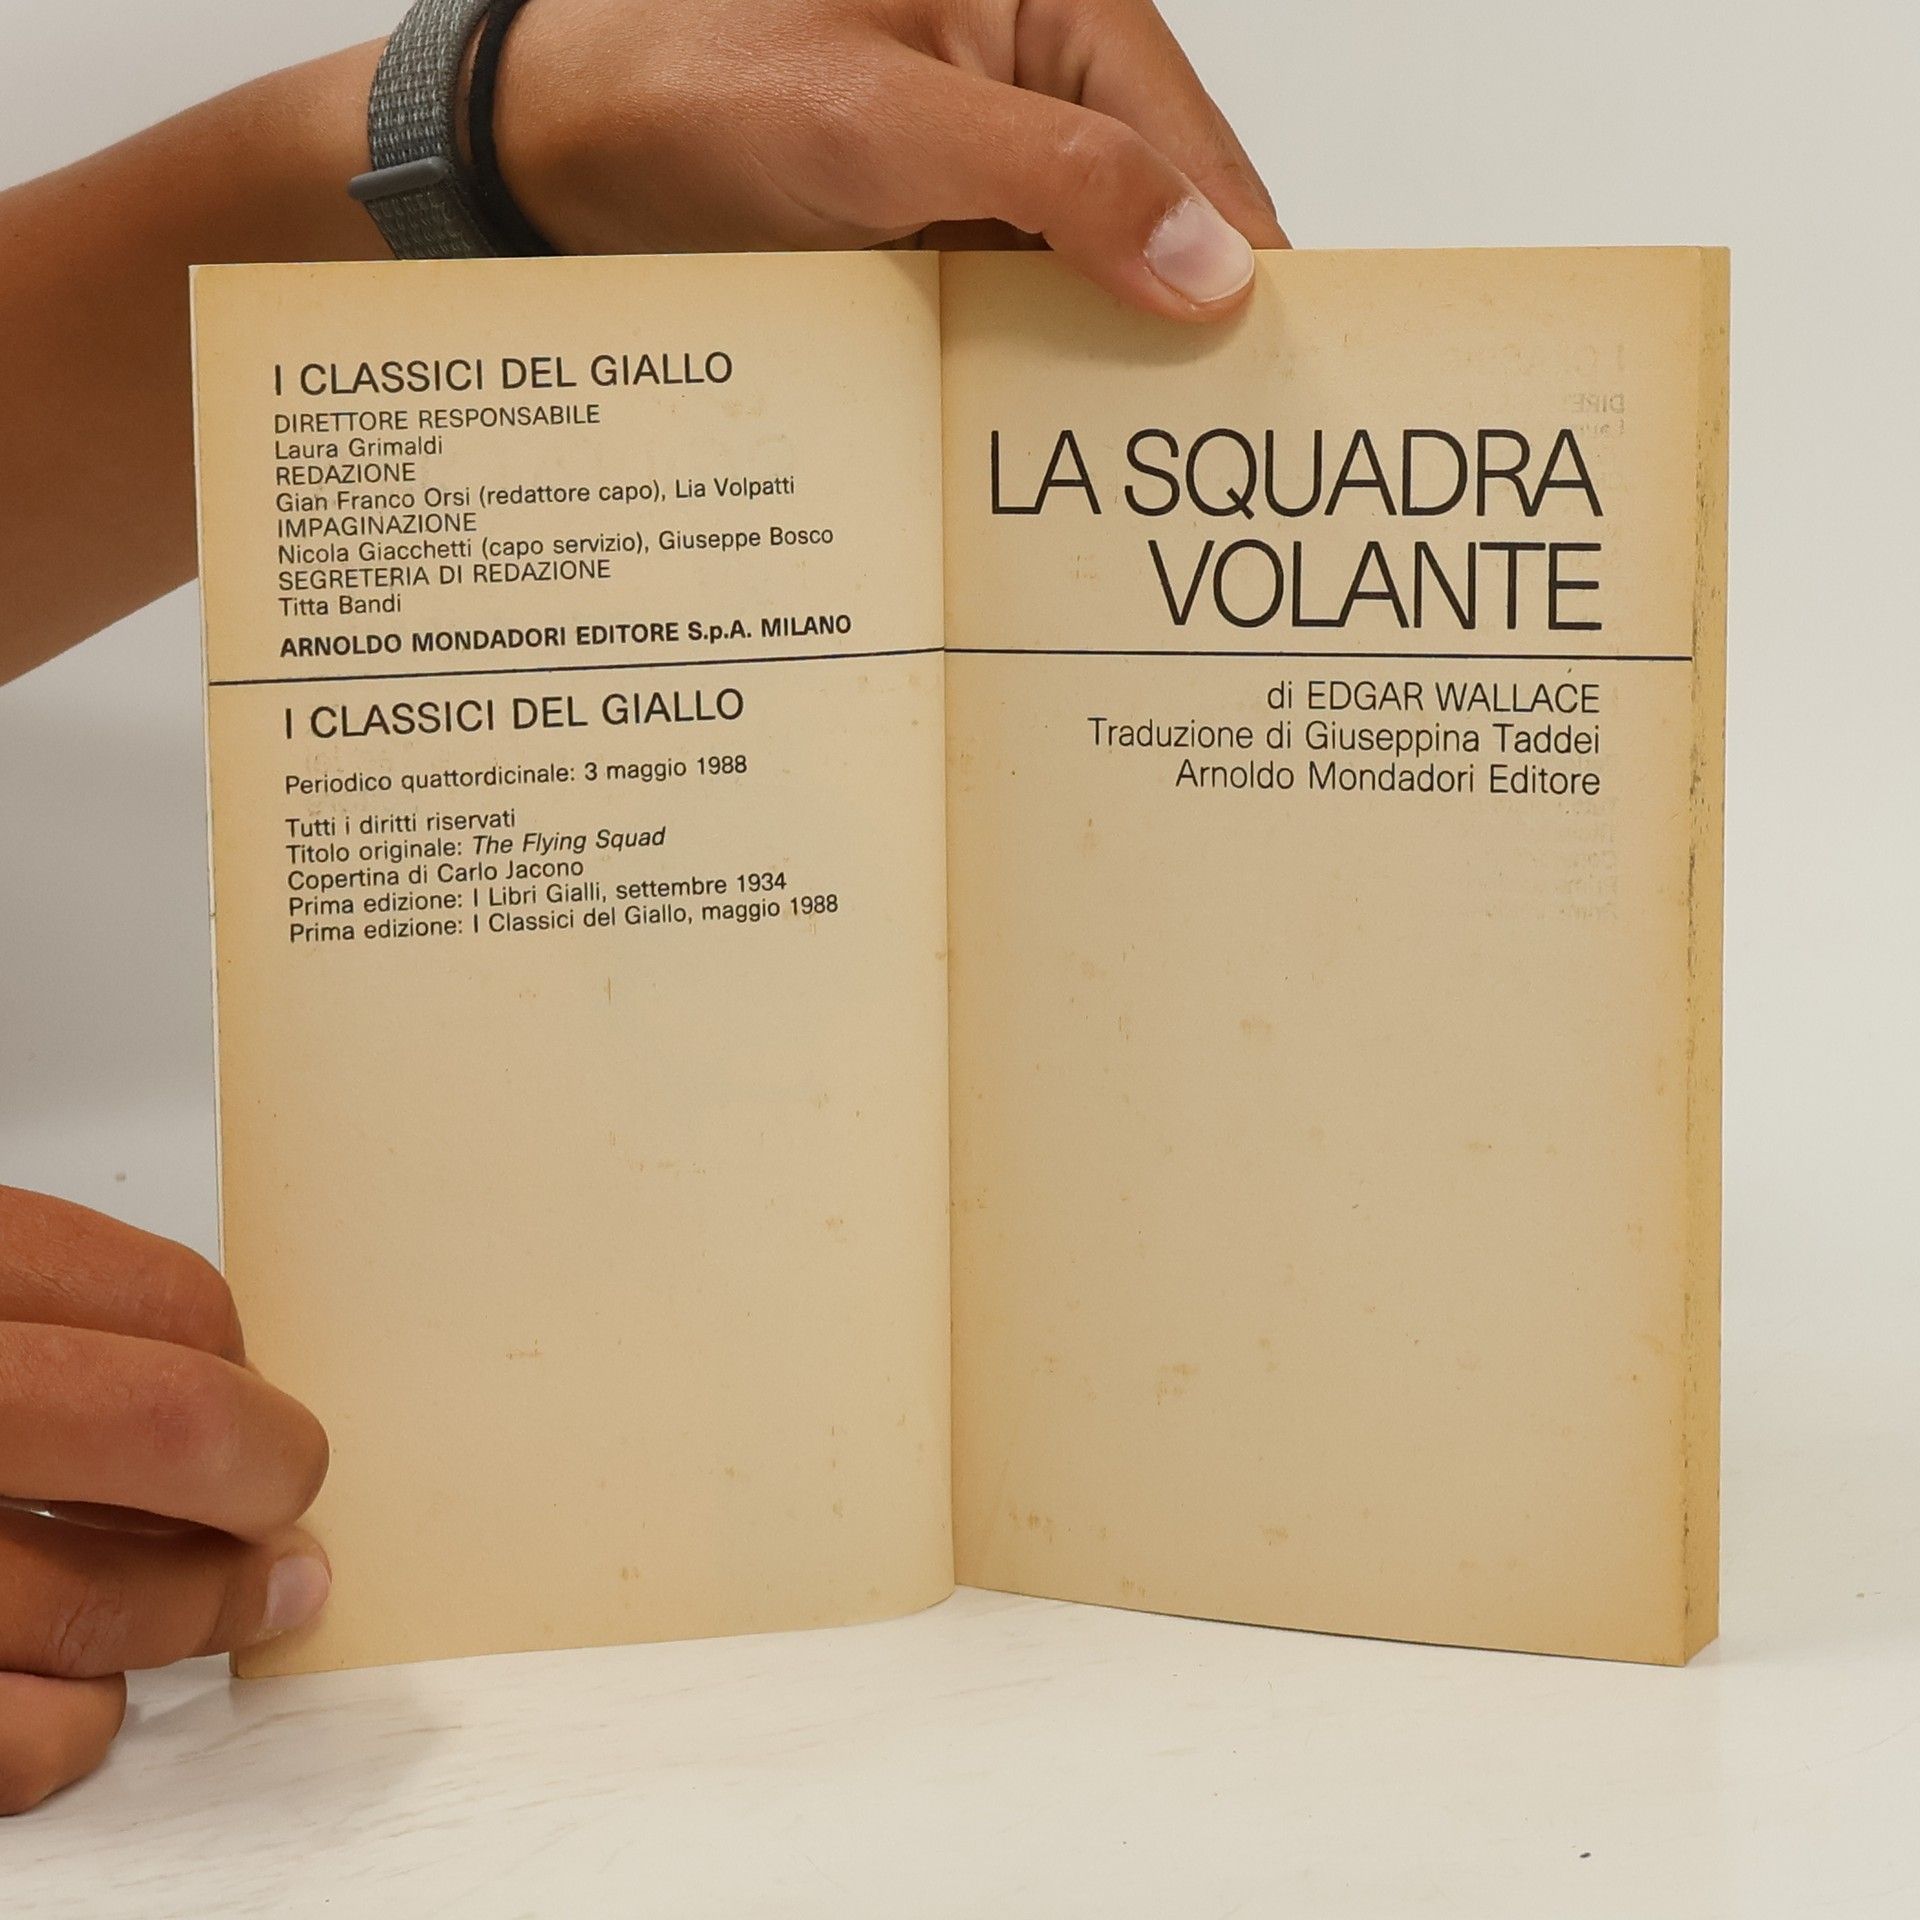 I CLASSICI DEL GIALLO
DIRETTORE RESPONSABILE
Laura Grimaldi
REDAZIONE
Gian Franco Orsi (redattore capo), Lia Volpatti
IMPAGINAZIONE
Nicola Giacchetti (capo servizio), Giuseppe Bosco
SEGRETERIA DI REDAZIONE
Titta Bandi
ARNOLDO MONDADORI EDITORE S.p.A. MILANO
I CLASSICI DEL GIALLO
Periodico quattordicinale: 3 maggio 1988
Tutti i diritti riservati
Titolo originale: The Flying Squad
Copertina di Carlo Jacono
Prima edizione: I Libri Gialli, settembre 1934
Prima edizione: I Classici del Giallo, maggio 1988
LA SQUADRA
VOLANTE
di EDGAR WALLACE
Traduzione di Giuseppina Taddei
Arnoldo Mondadori Editore